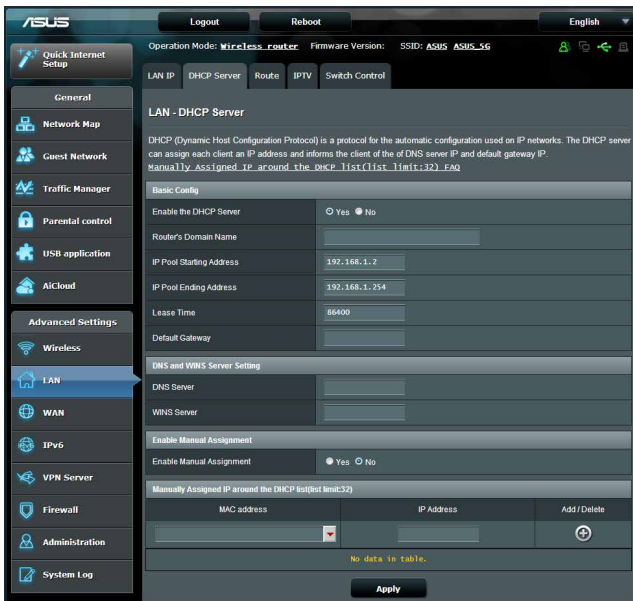 ASUS
Logout
Reboot
English
Quick Internet
Setup
Operation Mode: Wireless router Firmware Version: SSID: ASUS ASUS_5G
LAN IP
DHCP Server
Route
IPTV
Switch Control
General
Network Map
Guest Network
Traffic Manager
Parental control
USB application
AiCloud
Advanced Settings
Wireless
LAN
WAN
IPv6
VPN Server
Firewall
Administration
System Log
LAN - DHCP Server
DHCP (Dynamic Host Configuration Protocol) is a protocol for the automatic configuration used on IP networks. The DHCP server
can assign each client an IP address and informs the client of the of DNS server IP and default gateway IP.
Manually Assigned IP around the DHCP list(list limit:32) FAQ
Basic Config
Enable the DHCP Server Yes No
Router's Domain Name
IP Pool Starting Address 192.168.1.2
IP Pool Ending Address 192.168.1.254
Lease Time 86400
Default Gateway
DNS and WINS Server Setting
DNS Server
WINS Server
Enable Manual Assignment
Enable Manual Assignment Yes No
Manually Assigned IP around the DHCP list(list limit:32)
MAC address IP Address Add / Delete
No data in table.
Apply